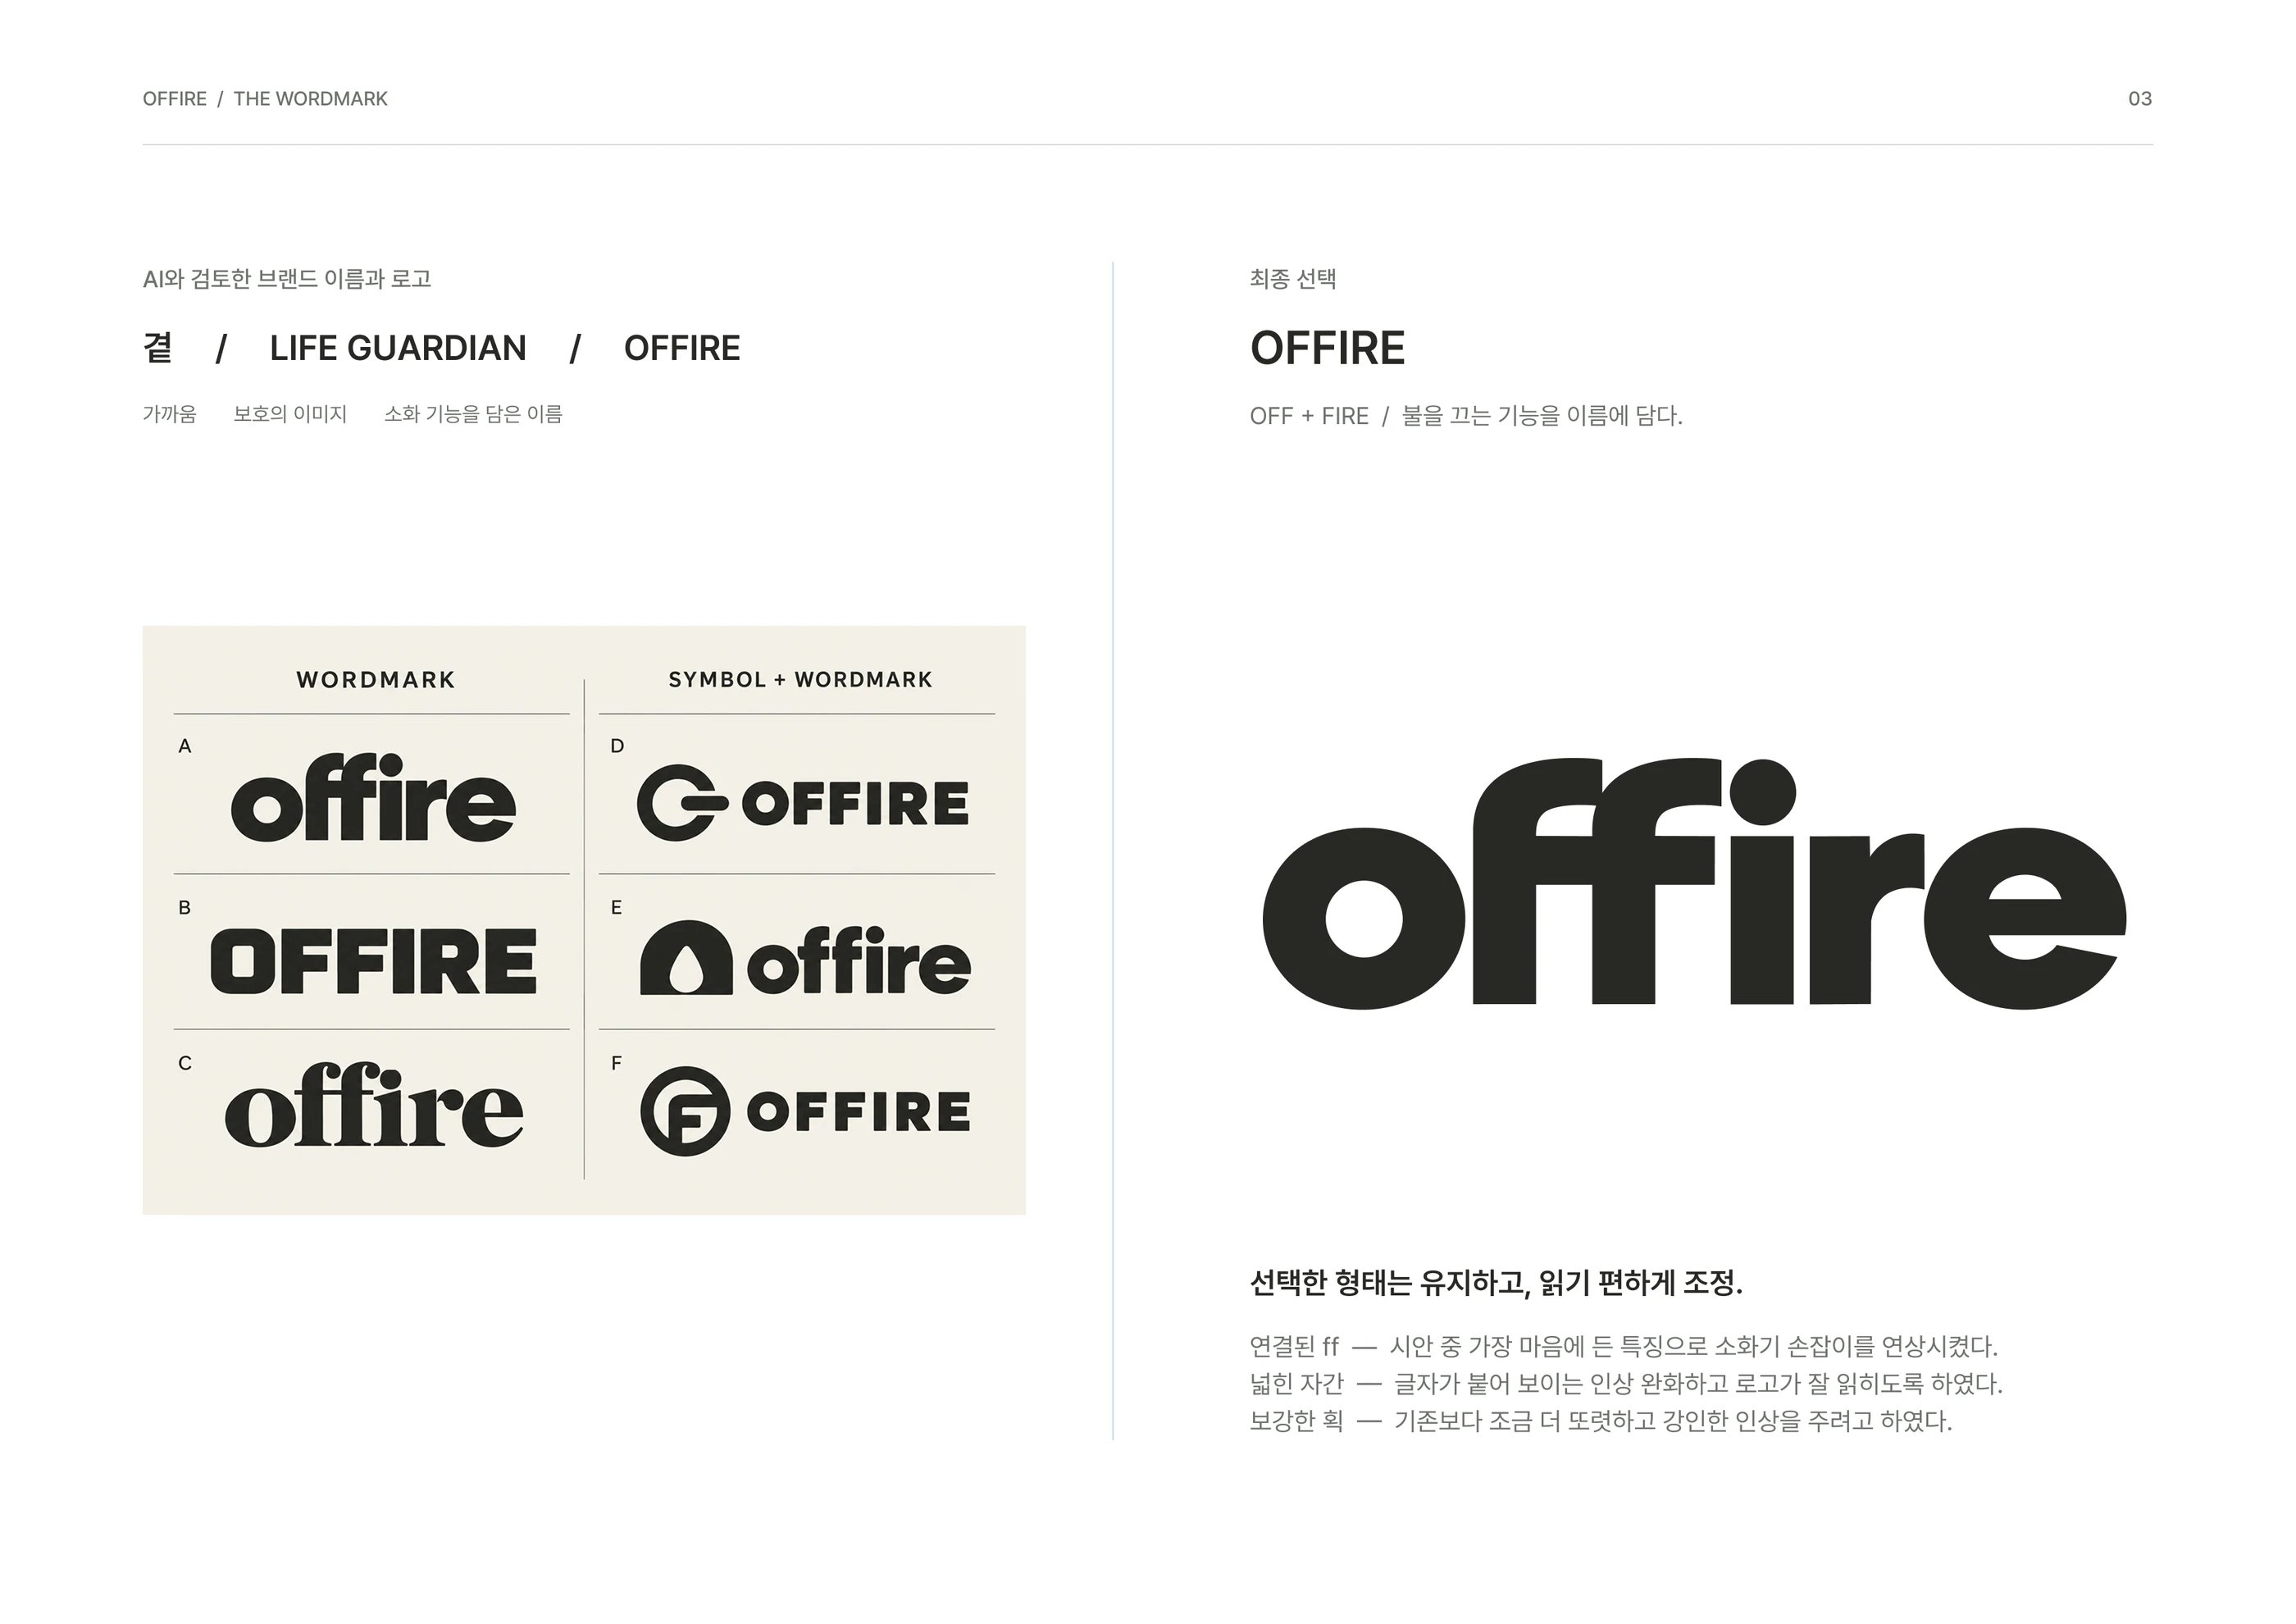 OFFIRE / THE WORDMARK
03
AI와 검토한 브랜드 이름과 로고
곁 / LIFE GUARDIAN / OFFIRE
가까움 보호의 이미지 소화 기능을 담은 이름
WORDMARK
SYMBOL + WORDMARK
A
offire
D
OFFIRE
B
OFFIRE
E
offire
C
offire
F
F OFFIRE
최종 선택
OFFIRE
OFF + FIRE / 불을 끄는 기능을 이름에 담다.
offire
선택한 형태는 유지하고, 읽기 편하게 조정.
연결된 ff — 시안 중 가장 마음에 든 특징으로 소화기 손잡이를 연상시켰다.
넓힌 자간 — 글자가 붙어 보이는 인상 완화하고 로고가 잘 읽히도록 하였다.
보강한 획 — 기존보다 조금 더 또렷하고 강인한 인상을 주려고 하였다.